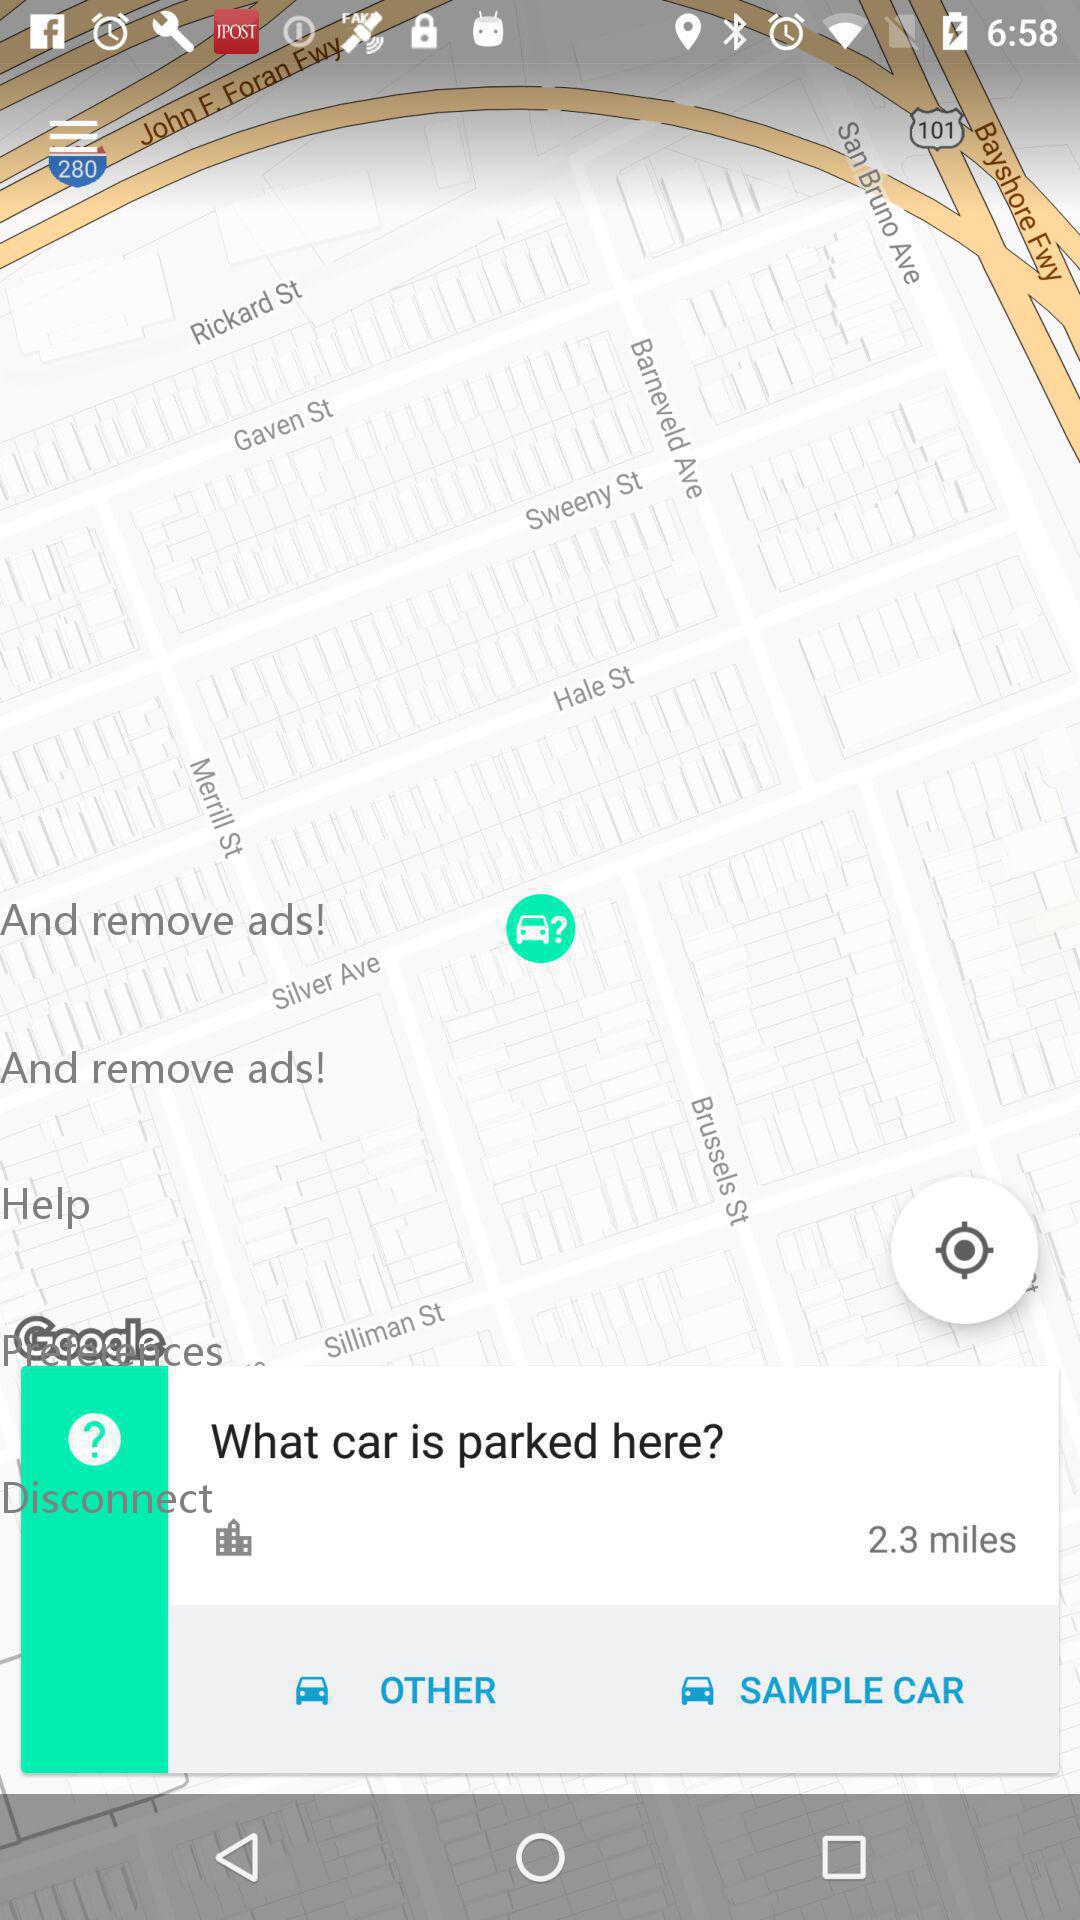 JPOST
FAKE
6:58
John F. Foran Fwy
280
101
San Bruno Ave
Bayshore Fwy
Rickard St
Gaven St
Barneveld Ave
Sweeny St
Hale St
Merrill St
And remove ads!
Silver Ave
And remove ads!
Brussels St
Help
Silliman St
Google
Preferences
What car is parked here?
Disconnect
2.3 miles
OTHER
SAMPLE CAR